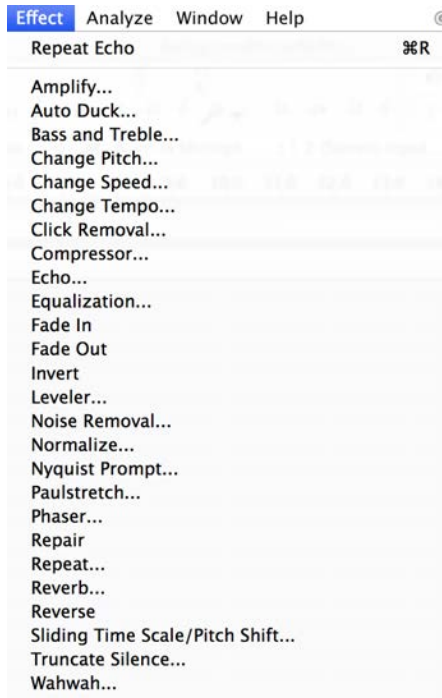 Effect Analyze Window Help
Repeat Echo ⌘R
Amplify...
Auto Duck...
Bass and Treble...
Change Pitch...
Change Speed...
Change Tempo...
Click Removal...
Compressor...
Echo...
Equalization...
Fade In
Fade Out
Invert
Leveler...
Noise Removal...
Normalize...
Nyquist Prompt...
Paulstretch...
Phaser...
Repair
Repeat...
Reverb...
Reverse
Sliding Time Scale/Pitch Shift...
Truncate Silence...
Wahwah...